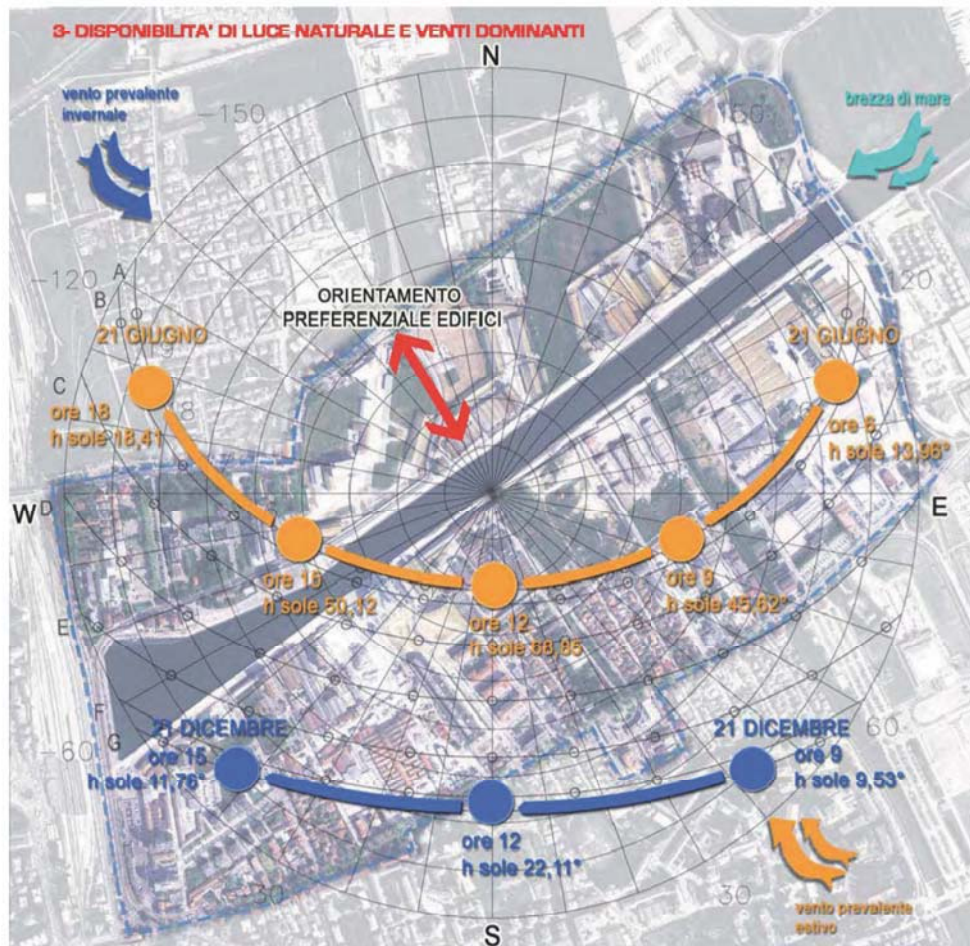 3- DISPONIBILITA' DI LUCE NATURALE E VENTI DOMINANTI
N
vento prevalente
invernale
-150
150
brezza di mare
-120
120
A
B
ORIENTAMENTO
PREFERENZIALE EDIFICI
21 GIUGNO
21 GIUGNO
C
9
8
ore 18
h sole 18,41
ore 6
h sole 13,96°
W
D
E
ore 15
h sole 50,12
ore 9
h sole 45,62°
ore 12
h sole 68,85
E
F
G
-60
60
21 DICEMBRE
ore 15
h sole 11,76°
21 DICEMBRE
ore 9
h sole 9,53°
ore 12
h sole 22,11°
-30
30
vento prevalente
estivo
S